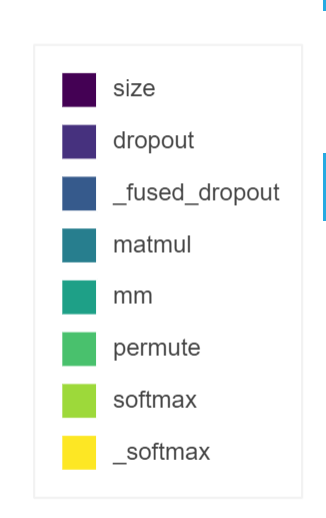 size
dropout
_fused_dropout
matmul
mm
permute
softmax
_softmax